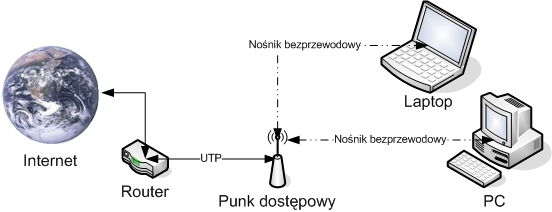 Nośnik bezprzewodowy
Laptop
Nośnik bezprzewodowy
Internet
UTP
Router
Punk dostępowy
PC